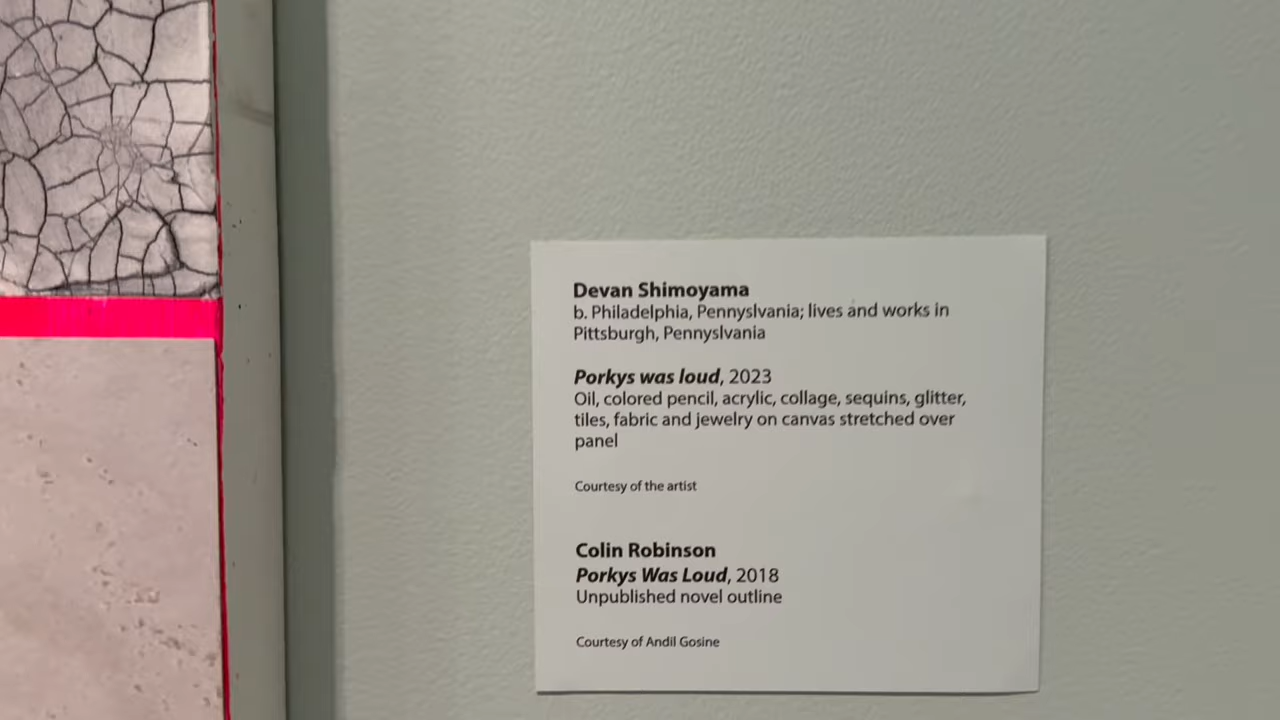 Devan Shimoyama
b. Philadelphia, Pennyslvania; lives and works in
Pittsburgh, Pennyslvania
Porkys was loud, 2023
Oil, colored pencil, acrylic, collage, sequins, glitter,
tiles, fabric and jewelry on canvas stretched over
panel
Courtesy of the artist
Colin Robinson
Porkys Was Loud, 2018
Unpublished novel outline
Courtesy of Andil Gosine